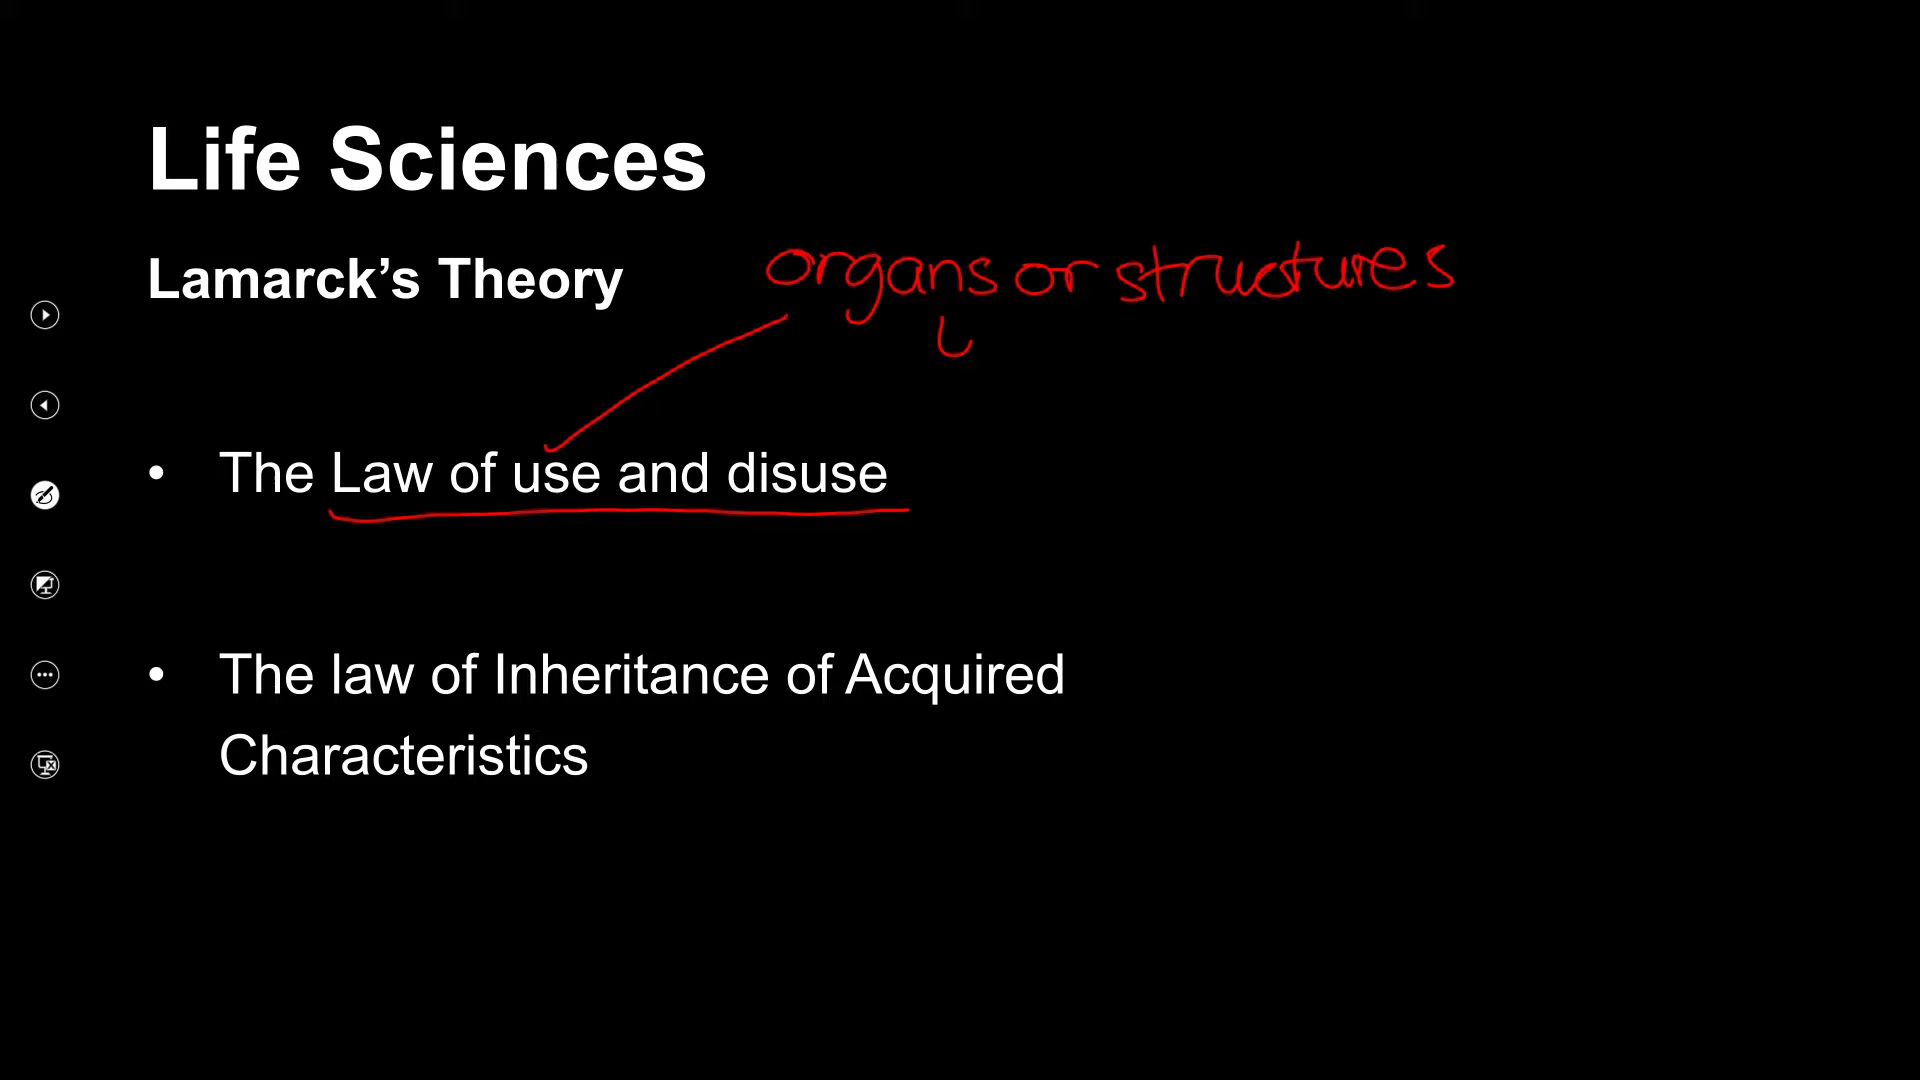 Life Sciences
Lamarck’s Theory
organs or structures
• The Law of use and disuse
• The law of Inheritance of Acquired
Characteristics